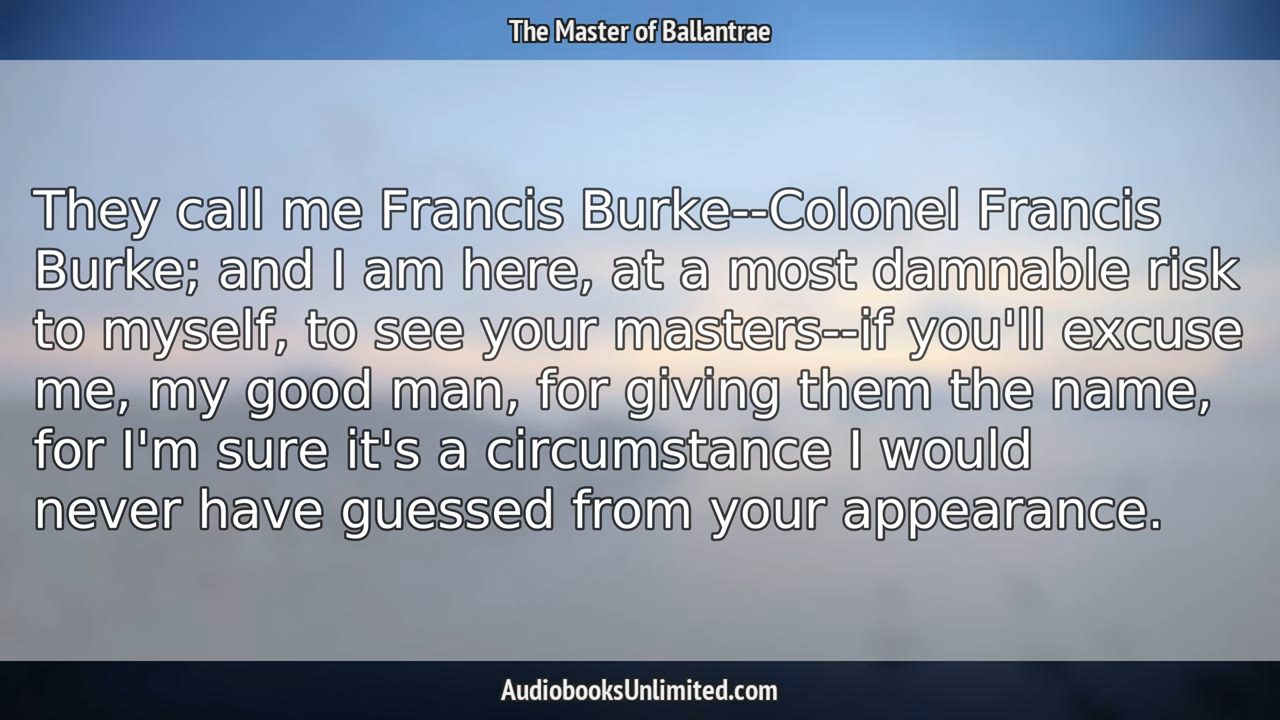 The Master of Ballantrae
They call me Francis Burke--Colonel Francis
Burke; and I am here, at a most damnable risk
to myself, to see your masters--if you'll excuse
me, my good man, for giving them the name,
for I'm sure it's a circumstance I would
never have guessed from your appearance.
AudiobooksUnlimited.com